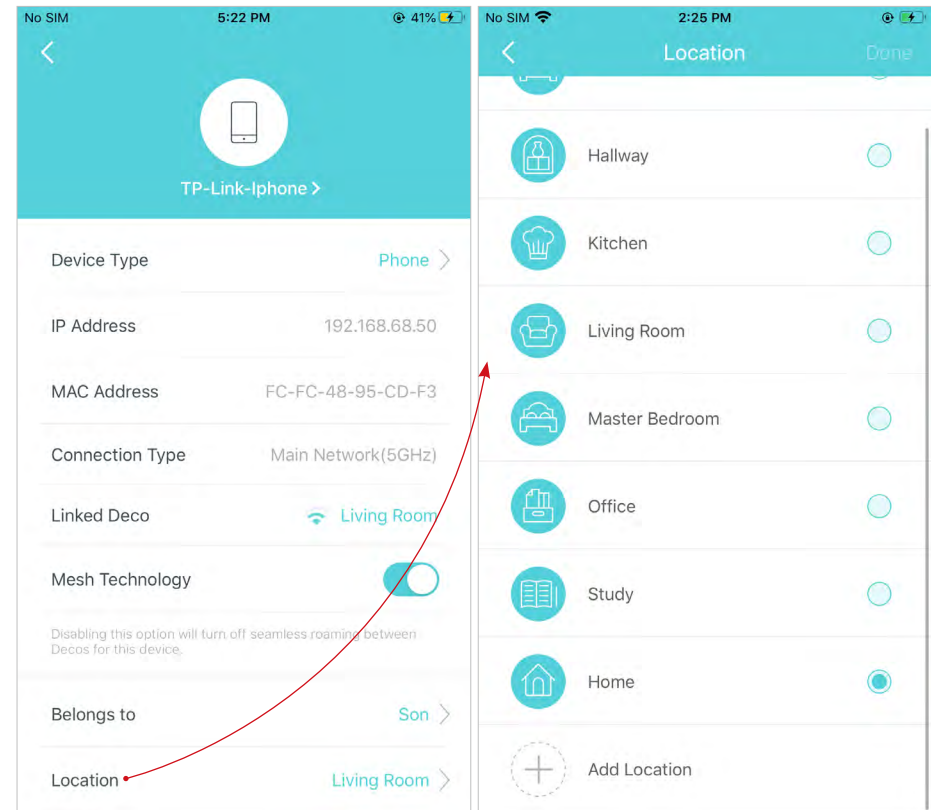 No SIM 5:22 PM 41%
TP-Link-Iphone
Device Type Phone
IP Address 192.168.68.50
MAC Address FC-FC-48-95-CD-F3
Connection Type Main Network(5GHz)
Linked Deco Living Room
Mesh Technology
Disabling this option will turn off seamless roaming between
Decos for this device.
Belongs to Son
Location Living Room
No SIM 2:25 PM
Location Done
Hallway
Kitchen
Living Room
Master Bedroom
Office
Study
Home
Add Location